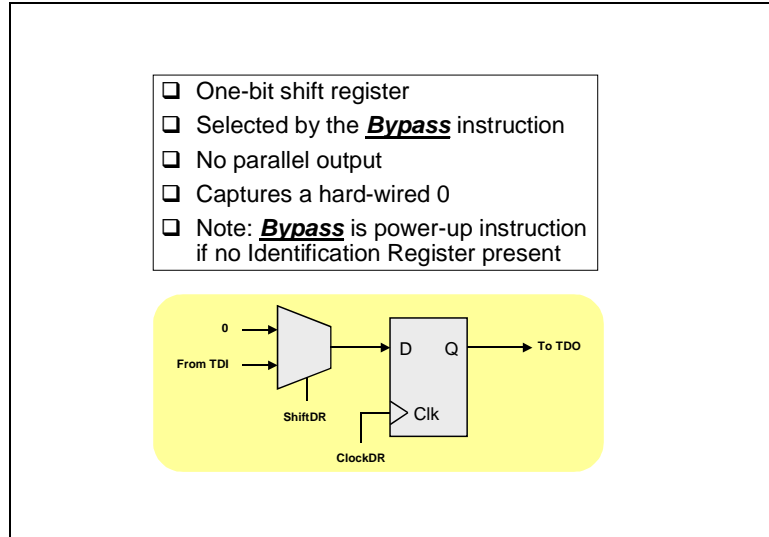 ❑ One-bit shift register
❑ Selected by the Bypass instruction
❑ No parallel output
❑ Captures a hard-wired 0
❑ Note: Bypass is power-up instruction
if no Identification Register present
0
From TDI
D Q
To TDO
ShiftDR
Clk
ClockDR